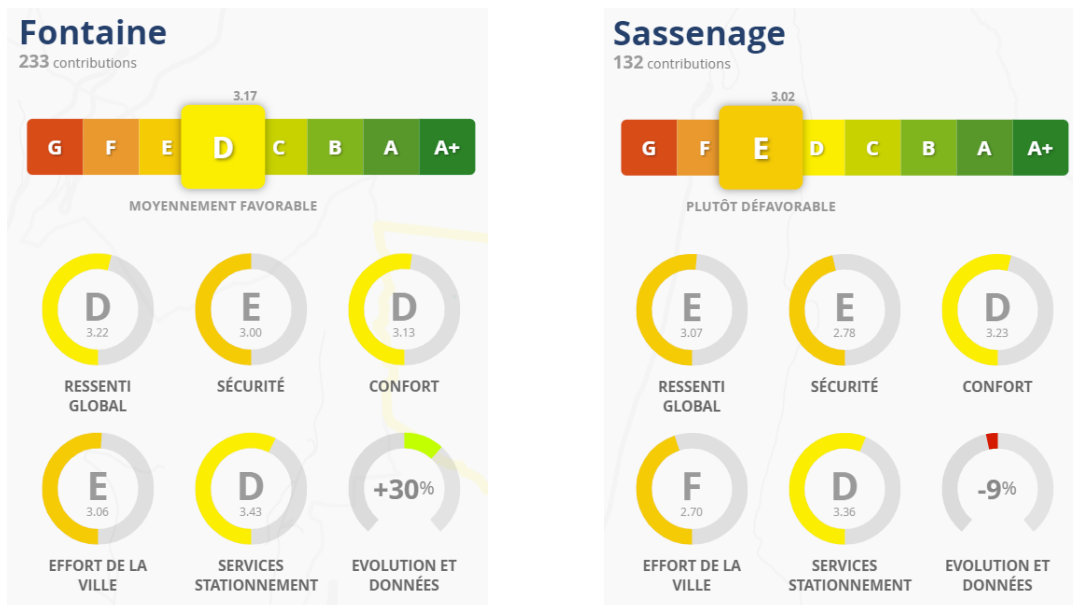 Fontaine
233 contributions
3.17
G F E D C B A A+
MOYENNEMENT FAVORABLE
D
3.22
RESSENTI
GLOBAL
E
3.00
SÉCURITÉ
D
3.13
CONFORT
E
3.06
EFFORT DE LA
VILLE
D
3.43
SERVICES
STATIONNEMENT
+30%
EVOLUTION ET
DONNÉES
Sassenage
132 contributions
3.02
G F E D C B A A+
PLUTÔT DÉFAVORABLE
E
3.07
RESSENTI
GLOBAL
E
2.78
SÉCURITÉ
D
3.23
CONFORT
F
2.70
EFFORT DE LA
VILLE
D
3.36
SERVICES
STATIONNEMENT
-9%
EVOLUTION ET
DONNÉES